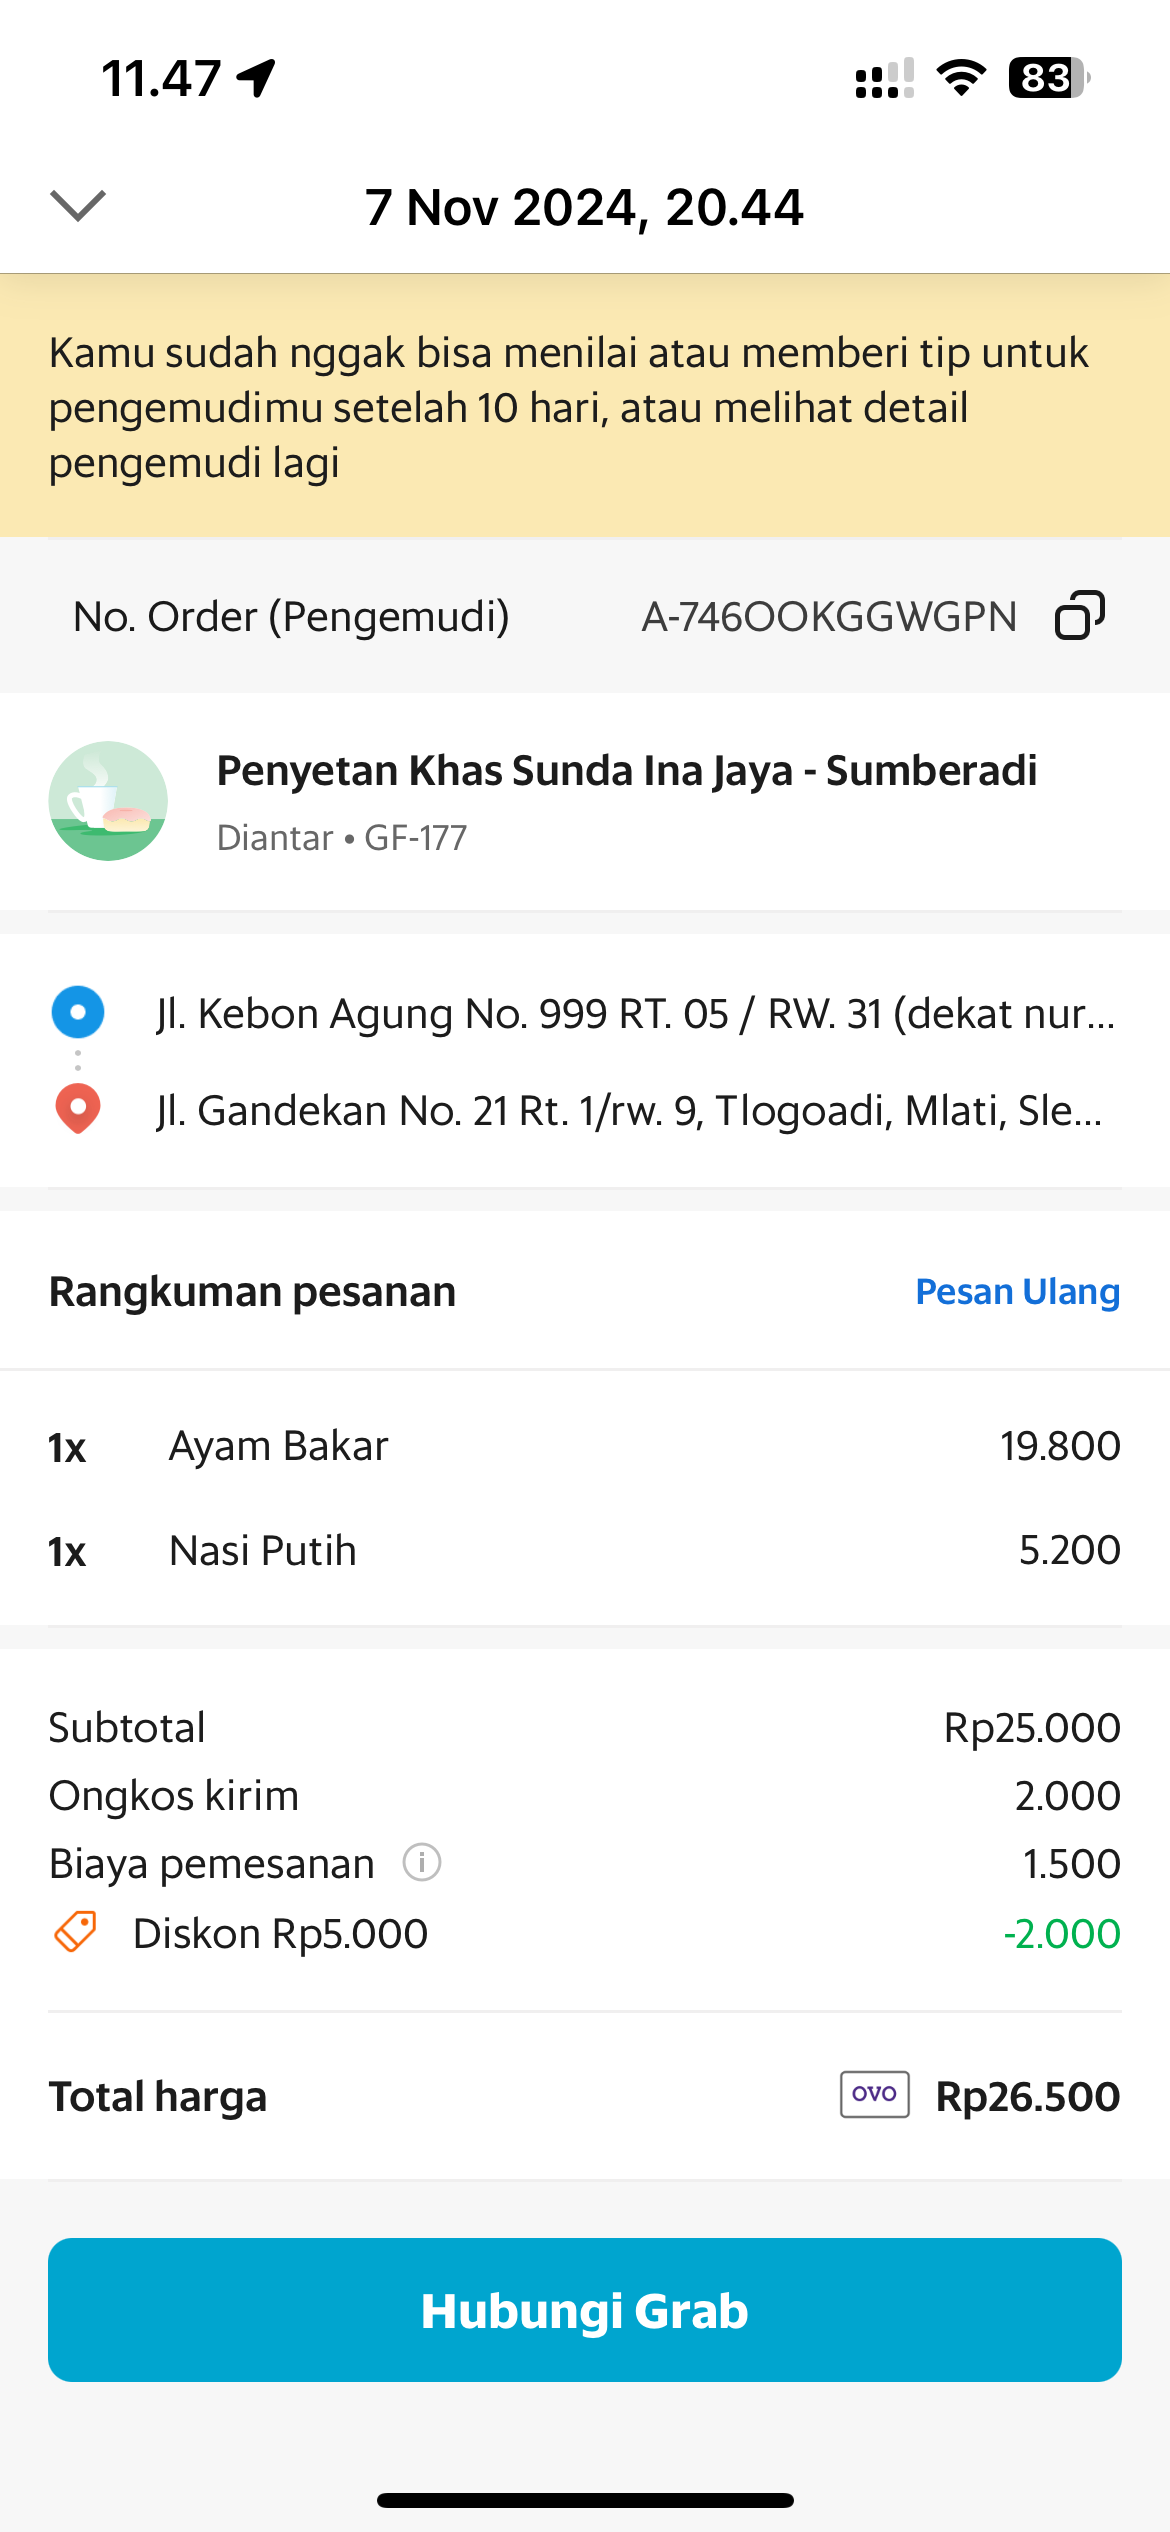 11.47
83
7 Nov 2024, 20.44
Kamu sudah nggak bisa menilai atau memberi tip untuk
pengemudimu setelah 10 hari, atau melihat detail
pengemudi lagi
No. Order (Pengemudi) A-746OOKGGWGPN
Penyetan Khas Sunda Ina Jaya - Sumberadi
Diantar • GF-177
Jl. Kebon Agung No. 999 RT. 05 / RW. 31 (dekat nur...
Jl. Gandekan No. 21 Rt. 1/rw. 9, Tlogoadi, Mlati, Sle...
Rangkuman pesanan Pesan Ulang
1x Ayam Bakar 19.800
1x Nasi Putih 5.200
Subtotal Rp25.000
Ongkos kirim 2.000
Biaya pemesanan i 1.500
Diskon Rp5.000 -2.000
Total harga OVO Rp26.500
Hubungi Grab